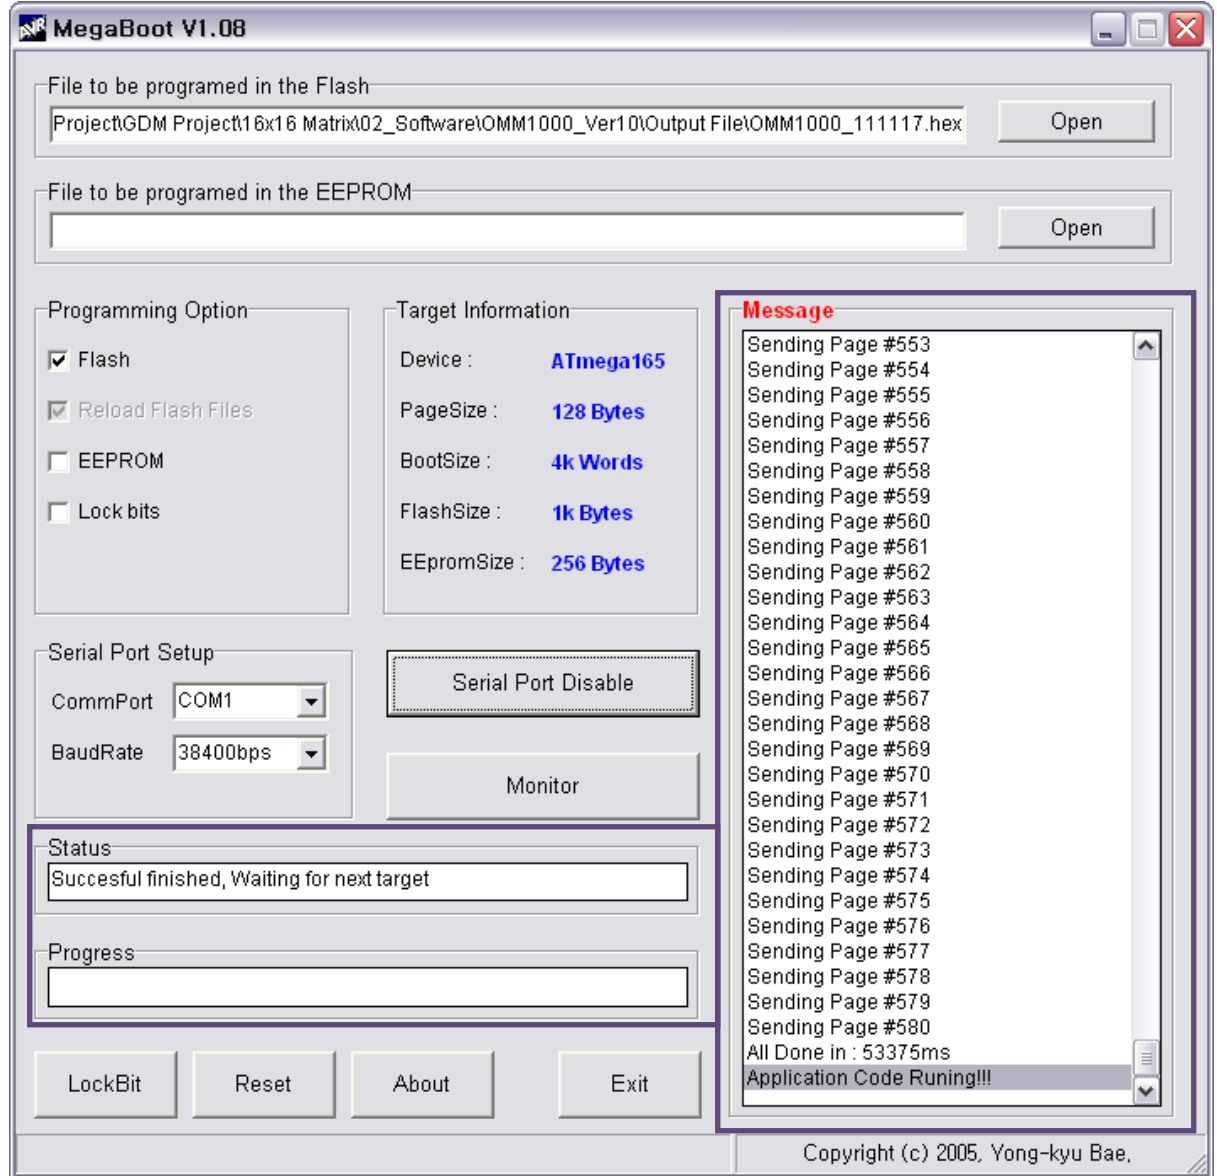 MegaBoot V1.08
File to be programed in the Flash
Project\GDM Project\16x16 Matrix\02_Software\OMM1000_Ver10\Output File\OMM1000_111117.hex
Open
File to be programed in the EEPROM
Open
Programming Option
Flash
Reload Flash Files
EEPROM
Lock bits
Target Information
Device : ATmega165
PageSize : 128 Bytes
BootSize : 4k Words
FlashSize : 1k Bytes
EEpromSize : 256 Bytes
Serial Port Setup
CommPort COM1
BaudRate 38400bps
Serial Port Disable
Monitor
Status
Succesful finished, Waiting for next target
Progress
LockBit
Reset
About
Exit
Message
Sending Page #553
Sending Page #554
Sending Page #555
Sending Page #556
Sending Page #557
Sending Page #558
Sending Page #559
Sending Page #560
Sending Page #561
Sending Page #562
Sending Page #563
Sending Page #564
Sending Page #565
Sending Page #566
Sending Page #567
Sending Page #568
Sending Page #569
Sending Page #570
Sending Page #571
Sending Page #572
Sending Page #573
Sending Page #574
Sending Page #575
Sending Page #576
Sending Page #577
Sending Page #578
Sending Page #579
Sending Page #580
All Done in : 53375ms
Application Code Runing!!!
Copyright (c) 2005, Yong-kyu Bae,